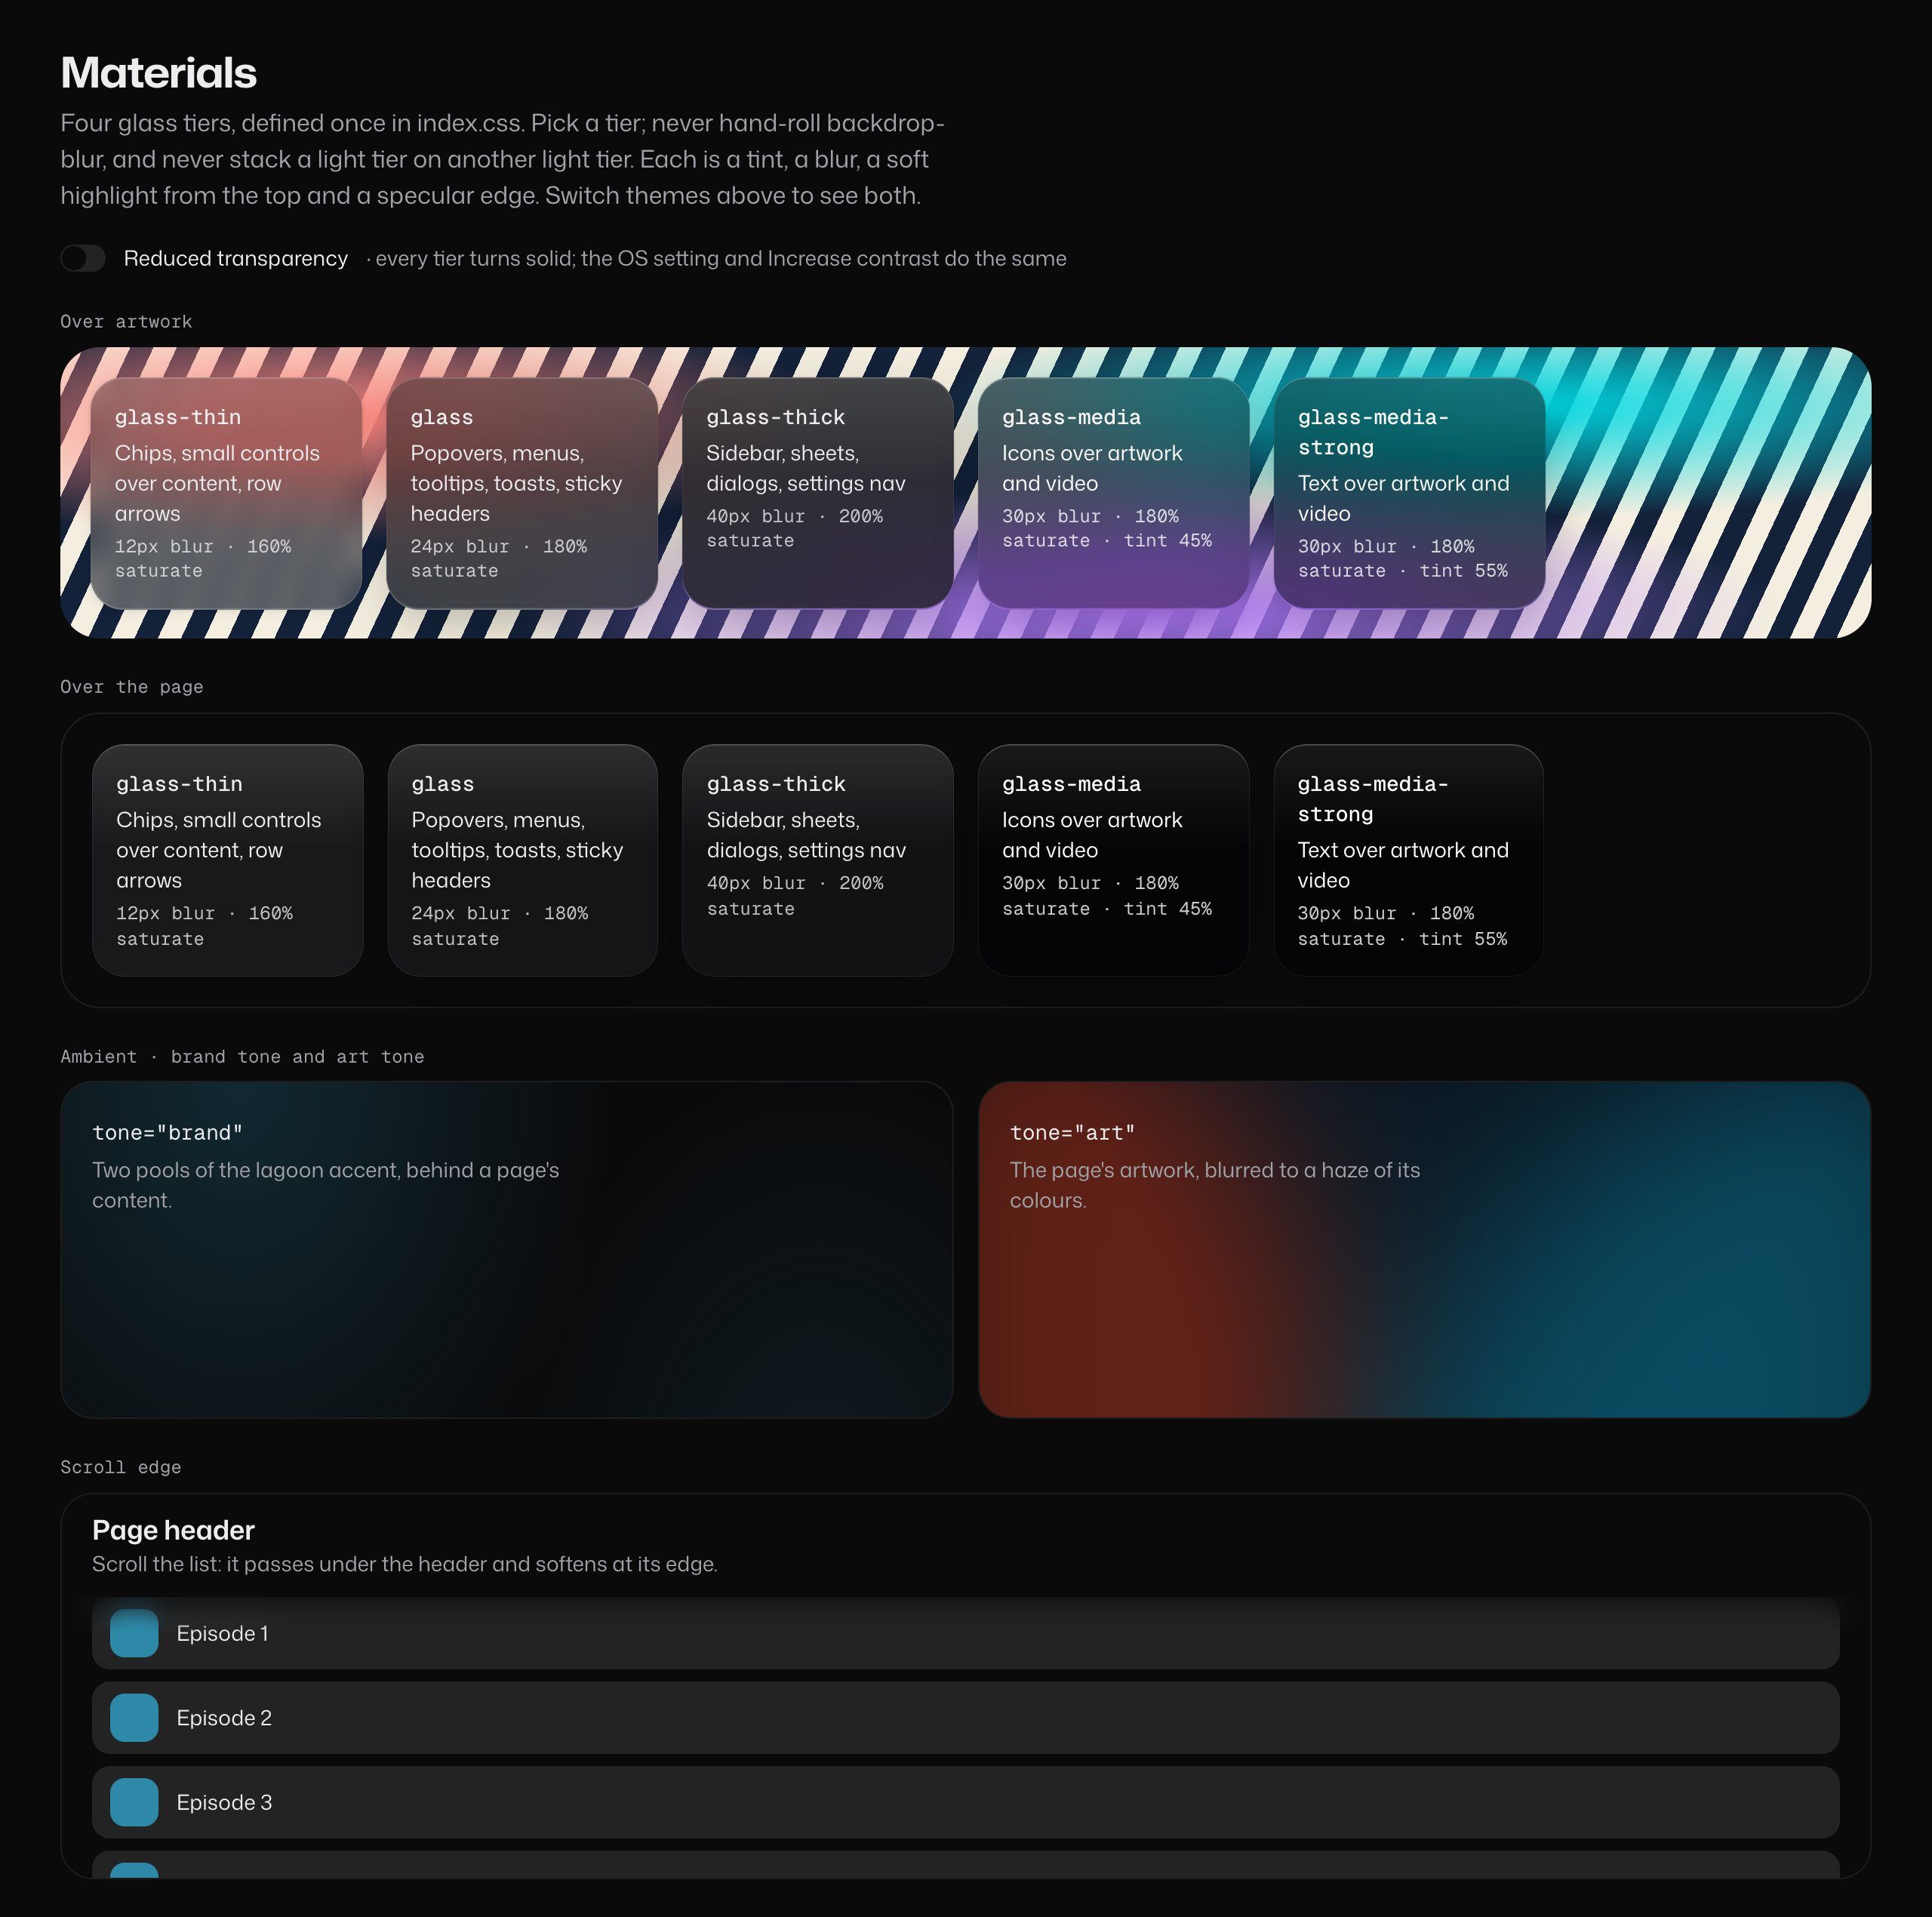 Materials
Four glass tiers, defined once in index.css. Pick a tier; never hand-roll backdrop-
blur, and never stack a light tier on another light tier. Each is a tint, a blur, a soft
highlight from the top and a specular edge. Switch themes above to see both.
Reduced transparency · every tier turns solid; the OS setting and Increase contrast do the same
Over artwork
glass-thin
Chips, small controls
over content, row
arrows
12px blur · 160%
saturate
glass
Popovers, menus,
tooltips, toasts, sticky
headers
24px blur · 180%
saturate
glass-thick
Sidebar, sheets,
dialogs, settings nav
40px blur · 200%
saturate
glass-media
Icons over artwork
and video
30px blur · 180%
saturate · tint 45%
glass-media-
strong
Text over artwork and
video
30px blur · 180%
saturate · tint 55%
Over the page
glass-thin
Chips, small controls
over content, row
arrows
12px blur · 160%
saturate
glass
Popovers, menus,
tooltips, toasts, sticky
headers
24px blur · 180%
saturate
glass-thick
Sidebar, sheets,
dialogs, settings nav
40px blur · 200%
saturate
glass-media
Icons over artwork
and video
30px blur · 180%
saturate · tint 45%
glass-media-
strong
Text over artwork and
video
30px blur · 180%
saturate · tint 55%
Ambient · brand tone and art tone
tone="brand"
Two pools of the lagoon accent, behind a page's
content.
tone="art"
The page's artwork, blurred to a haze of its
colours.
Scroll edge
Page header
Scroll the list: it passes under the header and softens at its edge.
Episode 1
Episode 2
Episode 3